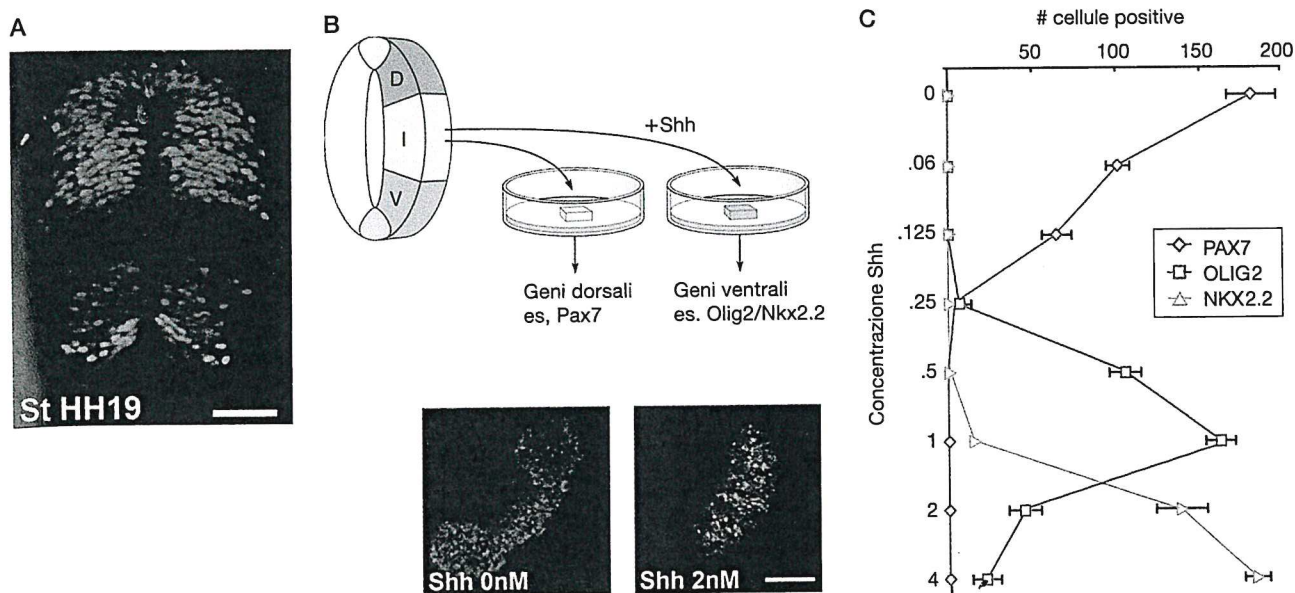 A
St HH19
B
D
I
V
+Shh
Geni dorsali
es, Pax7
Geni ventrali
es. Olig2/Nkx2.2
Shh 0nM
Shh 2nM
C
# cellule positive
50
100
150
200
Concentrazione Shh
0
.06
.125
.25
.5
1
2
4
PAX7
OLIG2
NKX2.2